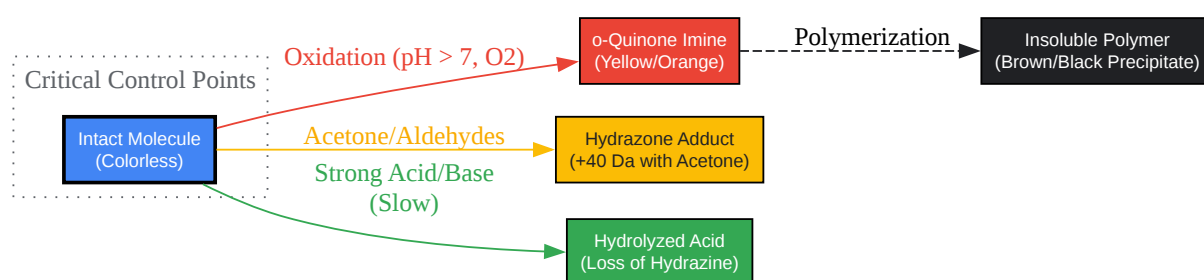 Critical Control Points
Intact Molecule
(Colorless)
Oxidation (pH > 7, O2)
Acetone/Aldehydes
Strong Acid/Base
(Slow)
o-Quinone Imine
(Yellow/Orange)
Polymerization
Insoluble Polymer
(Brown/Black Precipitate)
Hydrazone Adduct
(+40 Da with Acetone)
Hydrolyzed Acid
(Loss of Hydrazine)